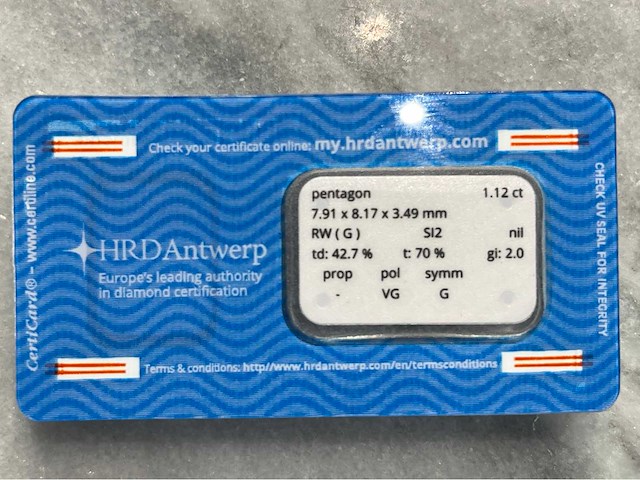 Check your certificate online: my.hrdantwerp.com
CertiCard® – www.certiline.com
HRDAntwerp
Europe's leading authority
in diamond certification
pentagon 1.12 ct
7.91 x 8.17 x 3.49 mm
RW ( G ) SI2 nil
td: 42.7 % t: 70 % gi: 2.0
prop pol symm
- VG G
CHECK UV SEAL FOR INTEGRITY
Terms & conditions: http//www.hrdantwerp.com/en/termsconditions